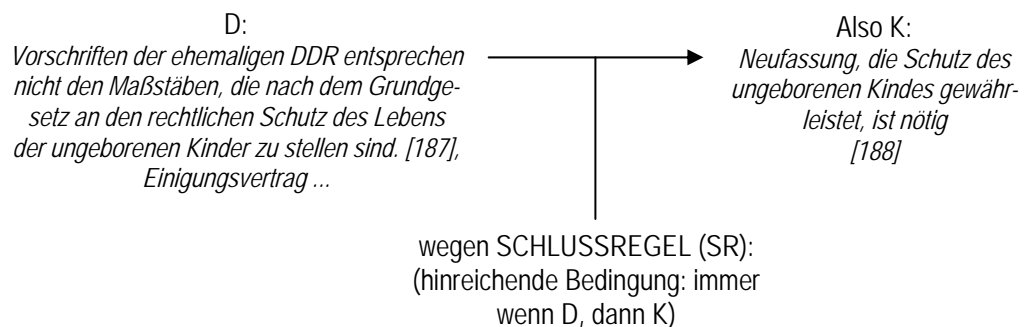 D:
Vorschriften der ehemaligen DDR entsprechen
nicht den Maßstäben, die nach dem Grundge-
setz an den rechtlichen Schutz des Lebens
der ungeborenen Kinder zu stellen sind. [187],
Einigungsvertrag ...
Also K:
Neufassung, die Schutz des
ungeborenen Kindes gewähr-
leistet, ist nötig
[188]
wegen SCHLUSSREGEL (SR):
(hinreichende Bedingung: immer
wenn D, dann K)